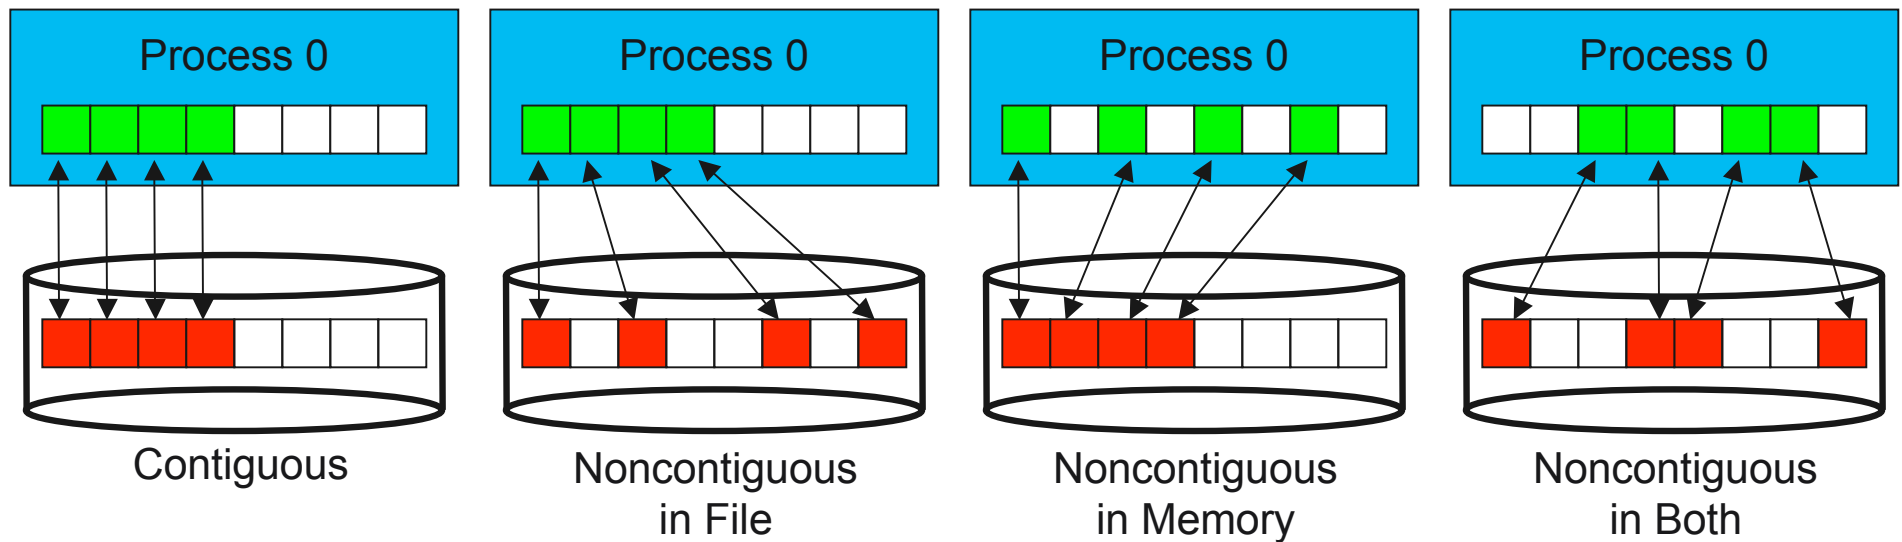 Process 0
Process 0
Process 0
Process 0
Contiguous
Noncontiguous
in File
Noncontiguous
in Memory
Noncontiguous
in Both